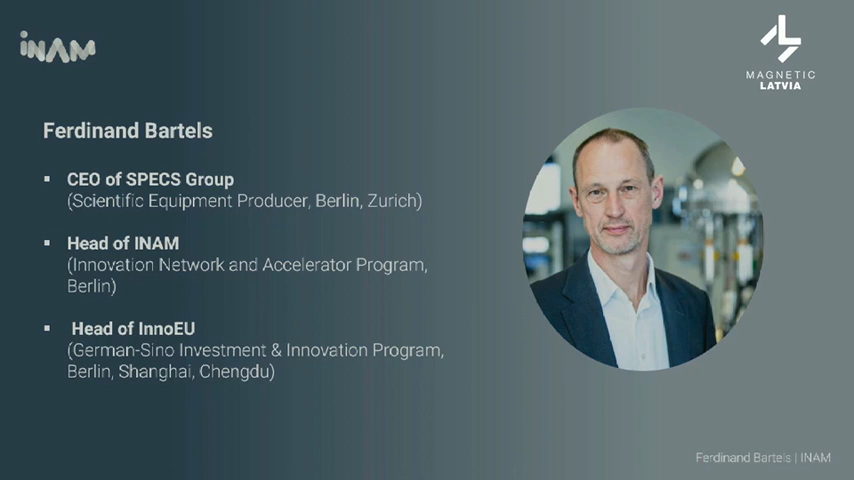 iNAM
MAGNETIC
LATVIA
Ferdinand Bartels
▪ CEO of SPECS Group
(Scientific Equipment Producer, Berlin, Zurich)
▪ Head of INAM
(Innovation Network and Accelerator Program,
Berlin)
▪ Head of InnoEU
(German-Sino Investment & Innovation Program,
Berlin, Shanghai, Chengdu)
Ferdinand Bartels | INAM